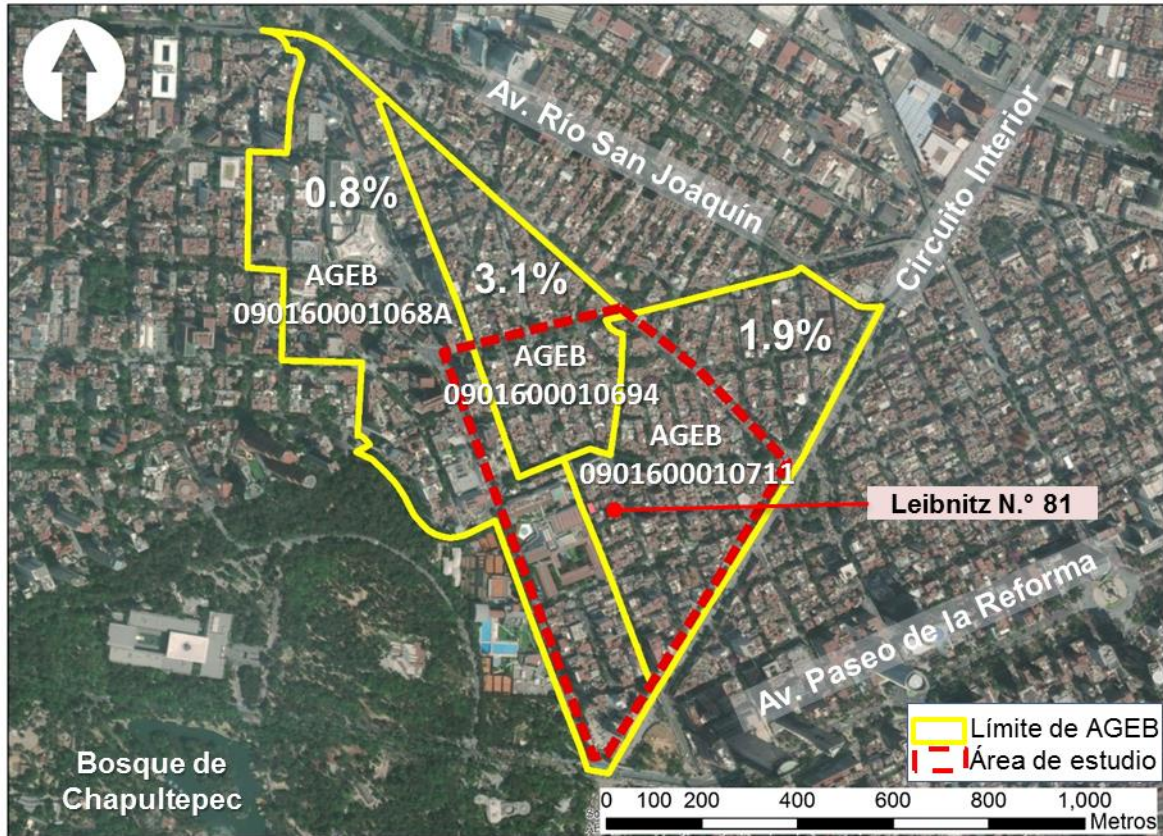 Av. Río San Joaquín
Circuito Interior
0.8%
3.1%
AGEB
090160001068A
1.9%
AGEB
0901600010694
AGEB
0901600010711
Leibnitz N.° 81
Av. Paseo de la Reforma
Bosque de
Chapultepec
Límite de AGEB
Área de estudio
0 100 200 400 600 800 1,000
Metros